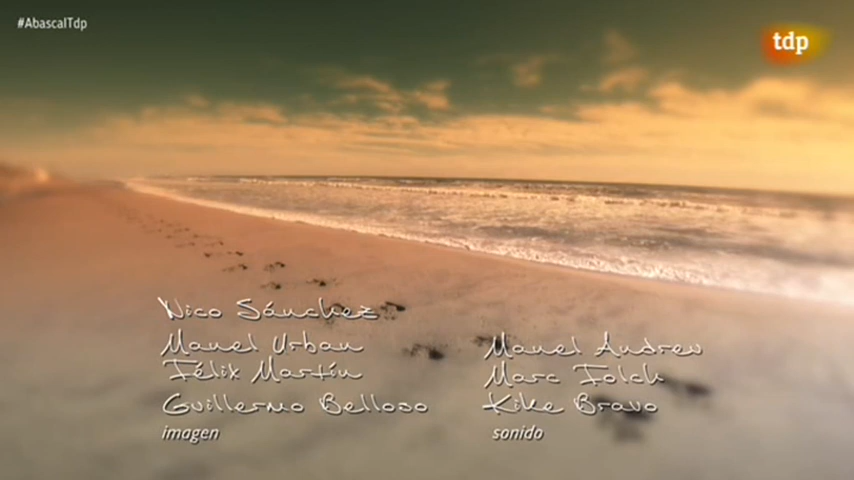 #AbascalTdp
tdp
Nico Sánchez
Manel Urban
Félix Martín
Guillermo Belloso
imagen
Manel Andreu
Marc Folch
Kike Bravo
sonido